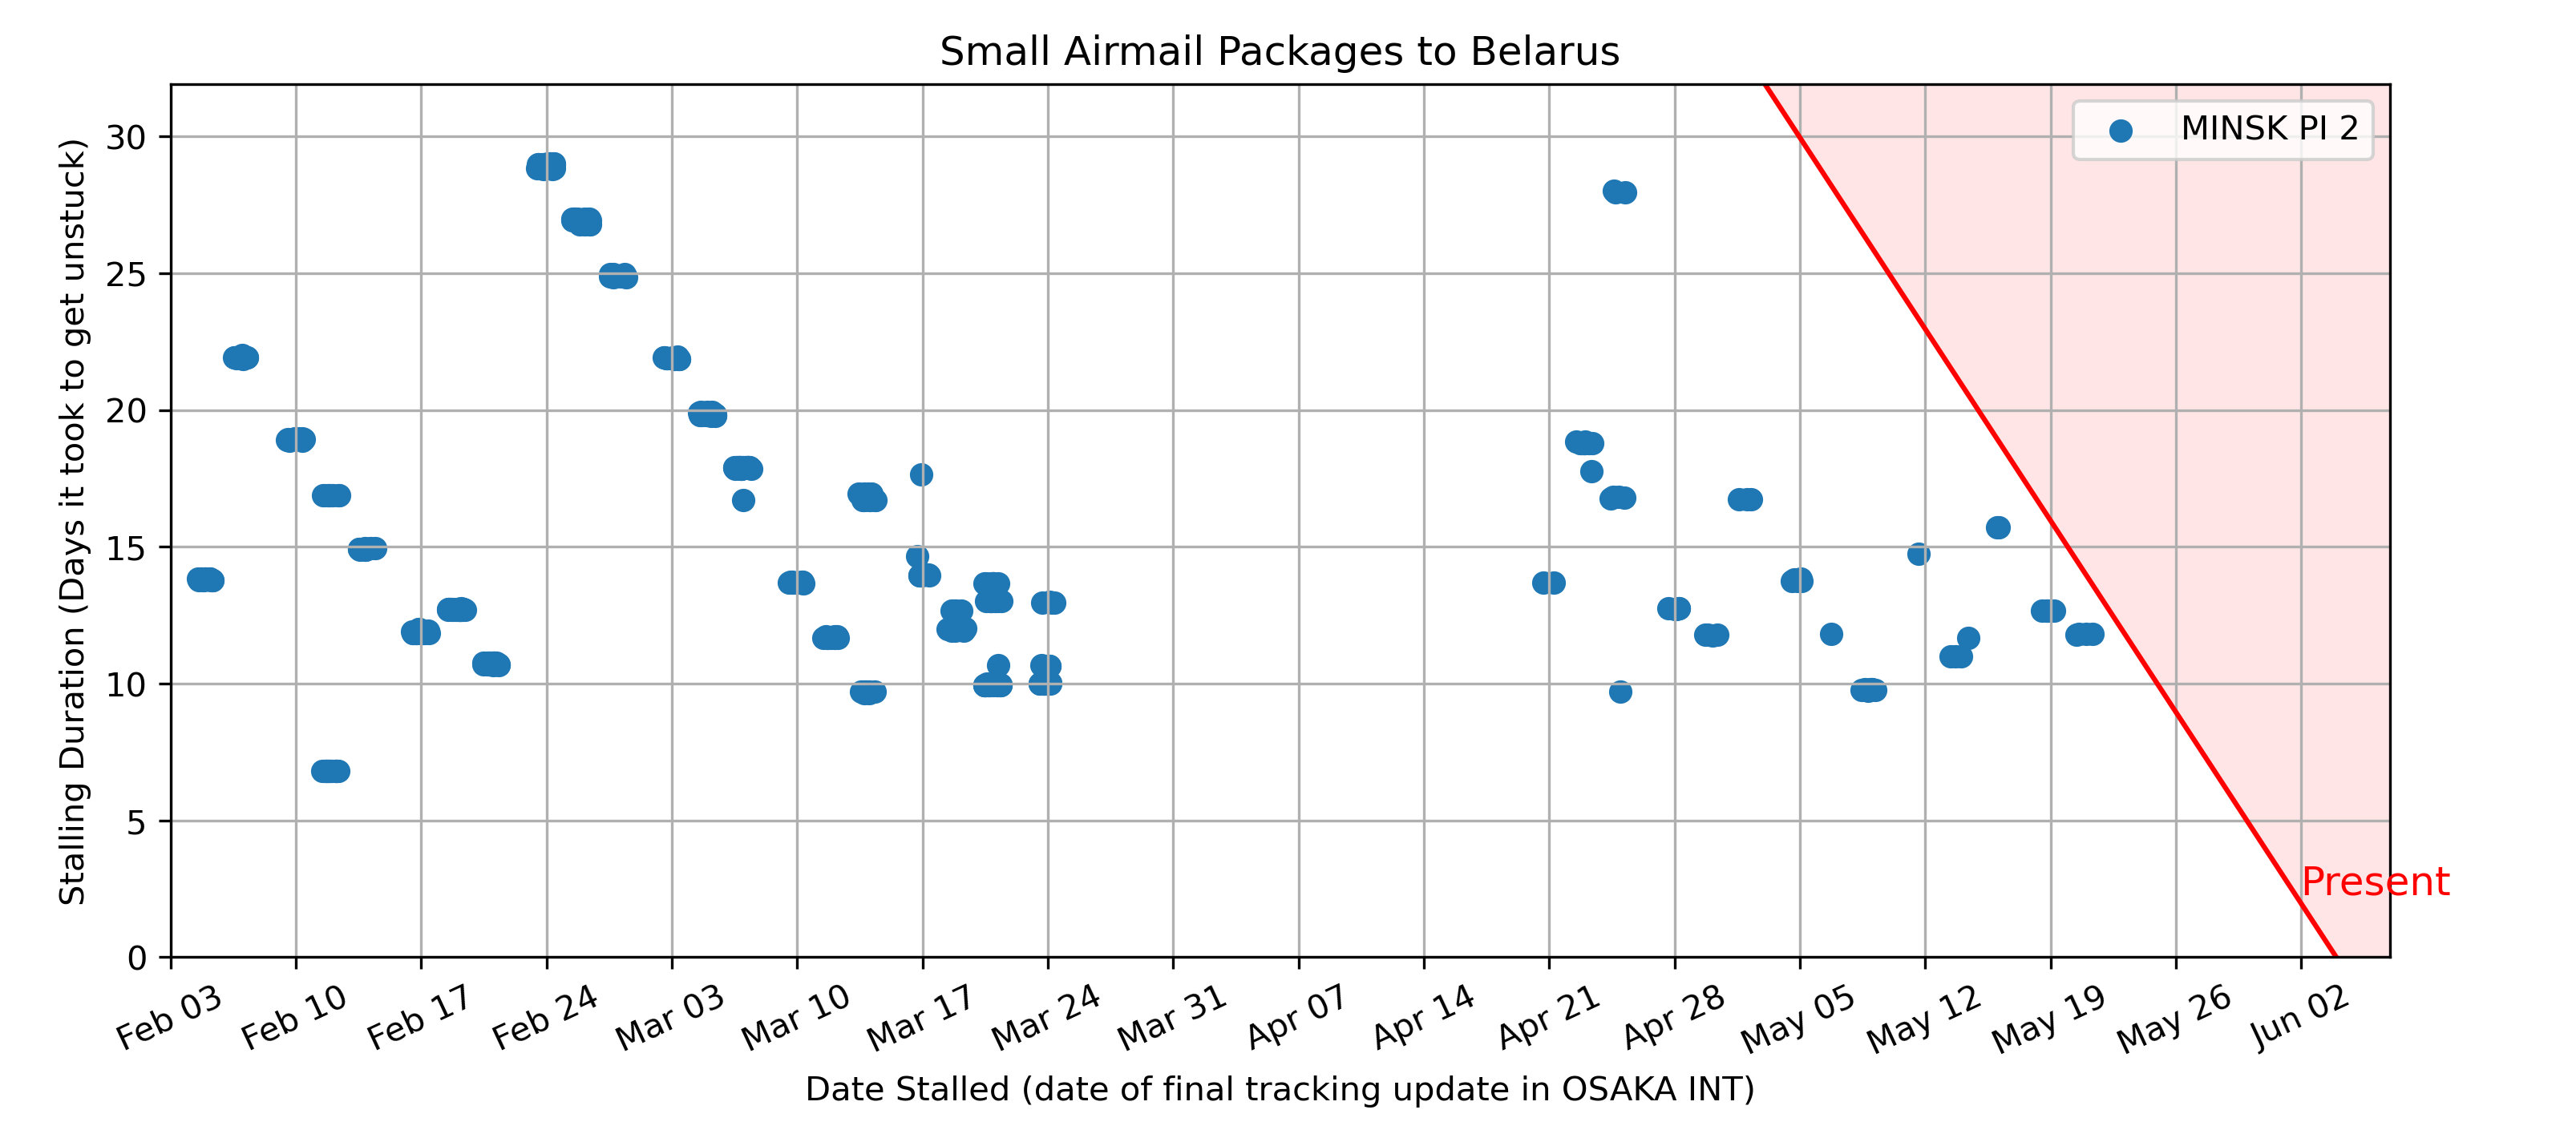 Small Airmail Packages to Belarus
Stalling Duration (Days it took to get unstuck)
30
25
20
15
10
5
0
MINSK PI 2
Present
Feb 03
Feb 10
Feb 17
Feb 24
Mar 03
Mar 10
Mar 17
Mar 24
Mar 31
Apr 07
Apr 14
Apr 21
Apr 28
May 05
May 12
May 19
May 26
Jun 02
Date Stalled (date of final tracking update in OSAKA INT)